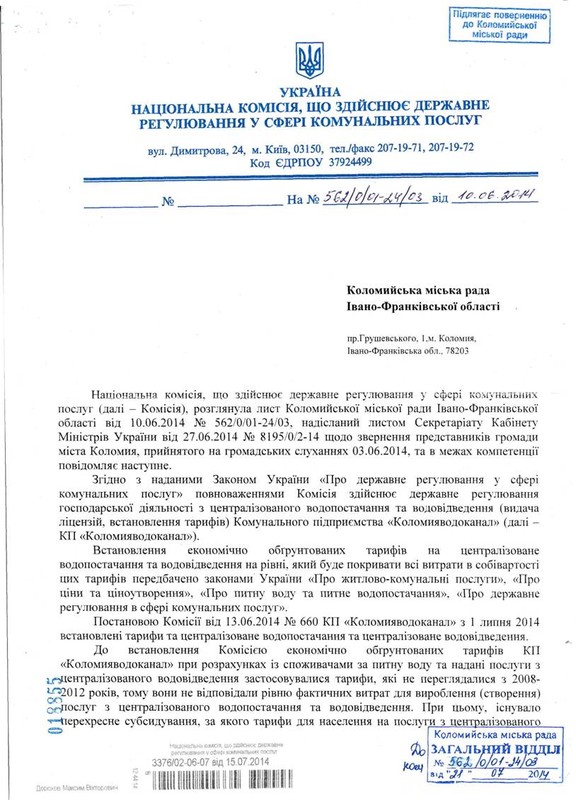 Підлягає поверненню
до Коломийської
міської ради
УКРАЇНА
НАЦІОНАЛЬНА КОМІСІЯ, ЩО ЗДІЙСНЮЄ ДЕРЖАВНЕ
РЕГУЛЮВАННЯ У СФЕРІ КОМУНАЛЬНИХ ПОСЛУГ
вул. Димитрова, 24, м. Київ, 03150, тел./факс 207-19-71, 207-19-72
Код ЄДРПОУ 37924499
№ На № 562/0/01-24/03 від 10.06.2014
Коломийська міська рада
Івано-Франківської області
пр.Грушевського, 1,м. Коломия,
Івано-Франківська обл., 78203
Національна комісія, що здійснює державне регулювання у сфері комунальних
послуг (далі – Комісія), розглянула лист Коломийської міської ради Івано-Франківської
області від 10.06.2014 № 562/0/01-24/03, надісланий листом Секретаріату Кабінету
Міністрів України від 27.06.2014 № 8195/0/2-14 щодо звернення представників громади
міста Коломия, прийнятого на громадських слуханнях 03.06.2014, та в межах компетенції
повідомляє наступне.
Згідно з наданими Законом України «Про державне регулювання у сфері
комунальних послуг» повноваженнями Комісія здійснює державне регулювання
господарської діяльності з централізованого водопостачання та водовідведення (видача
ліцензій, встановлення тарифів) Комунального підприємства «Коломияводоканал» (далі –
КП «Коломияводоканал»).
Встановлення економічно обґрунтованих тарифів на централізоване
водопостачання та водовідведення на рівні, який буде покривати всі витрати в собівартості
цих тарифів передбачено законами України «Про житлово-комунальні послуги», «Про
ціни та ціноутворення», «Про питну воду та питне водопостачання», «Про державне
регулювання в сфері комунальних послуг».
Постановою Комісії від 13.06.2014 № 660 КП «Коломияводоканал» з 1 липня 2014
встановлені тарифи та централізоване водопостачання та централізоване водовідведення.
До встановлення Комісією економічно обґрунтованих тарифів КП
«Коломияводоканал» при розрахунках із споживачами за питну воду та надані послуги з
централізованого водовідведення застосовувалися тарифи, які не переглядалися з 2008-
2012 років, тому вони не відповідали рівню фактичних витрат для вироблення (створення)
послуг з централізованого водопостачання та водовідведення. При цьому, існувало
перехресне субсидування, за якого тарифи для населення на послуги з централізованого
018855
Національна комісія, що здійснює державне
регулювання у сфері комунальних послуг
3376/02-06/07 від 15.07.2014
12:44:14
Дорохов Максим Вікторович
Коломийська міська рада
ЗАГАЛЬНИЙ ВІДДІЛ
№ 562/0/01-24/03
від "21" 07 2014